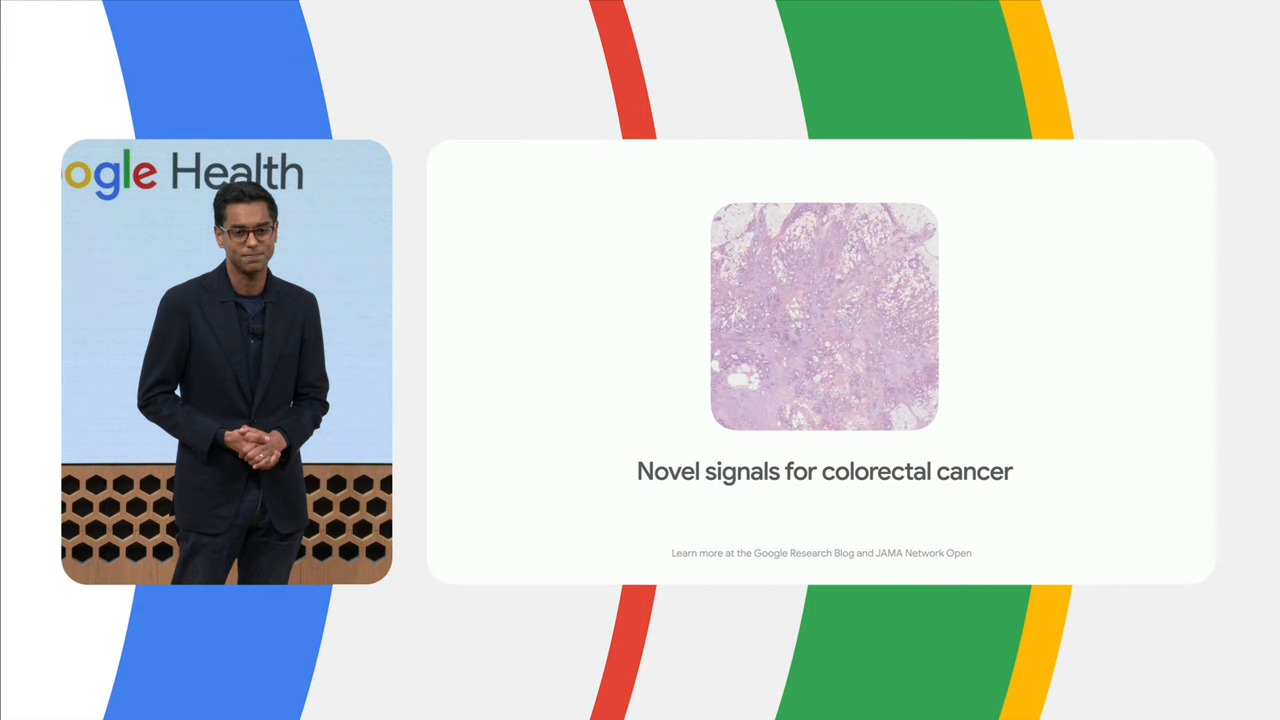 ogle Health
Novel signals for colorectal cancer
Learn more at the Google Research Blog and JAMA Network Open